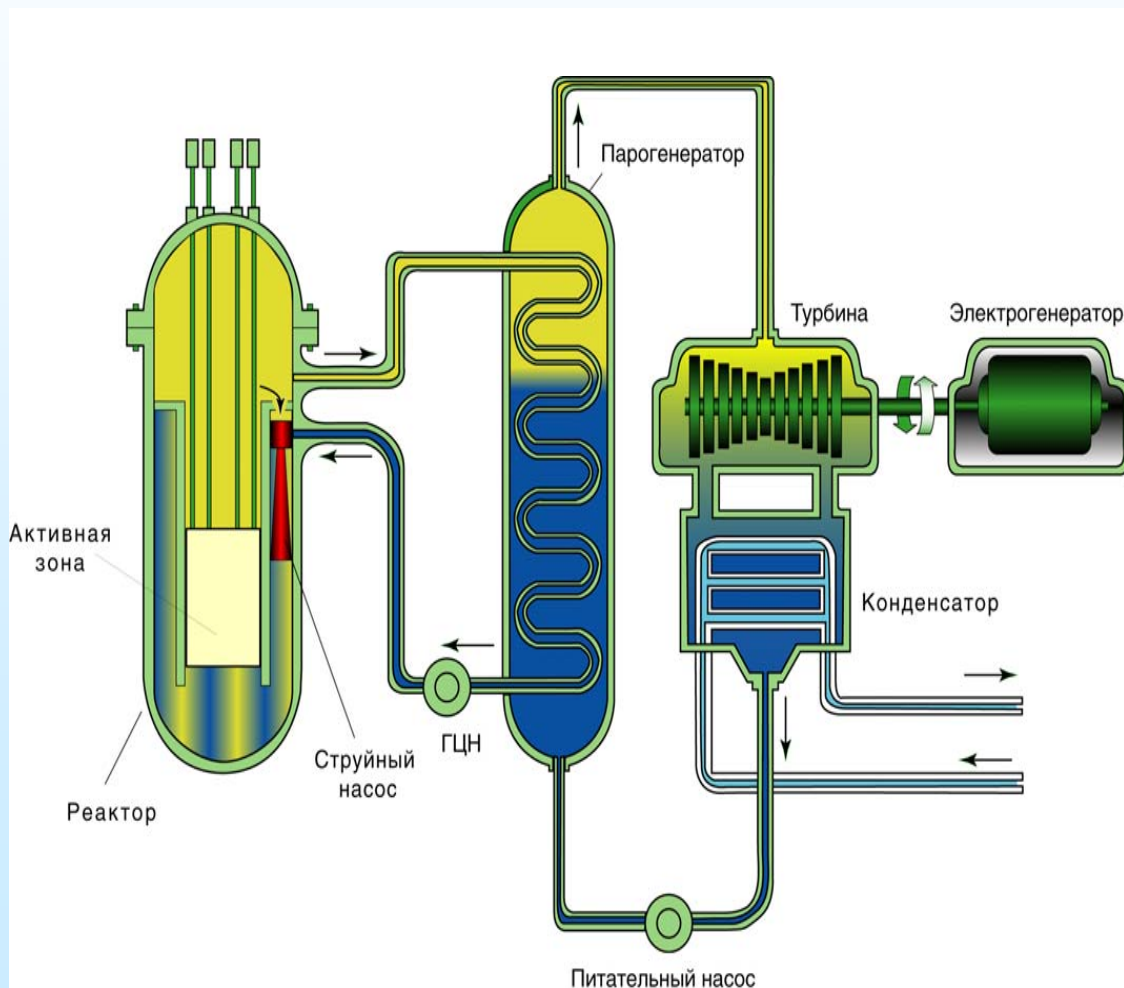 Парогенератор
Турбина
Электрогенератор
Активная
зона
Конденсатор
ГЦН
Струйный
насос
Реактор
Питательный насос